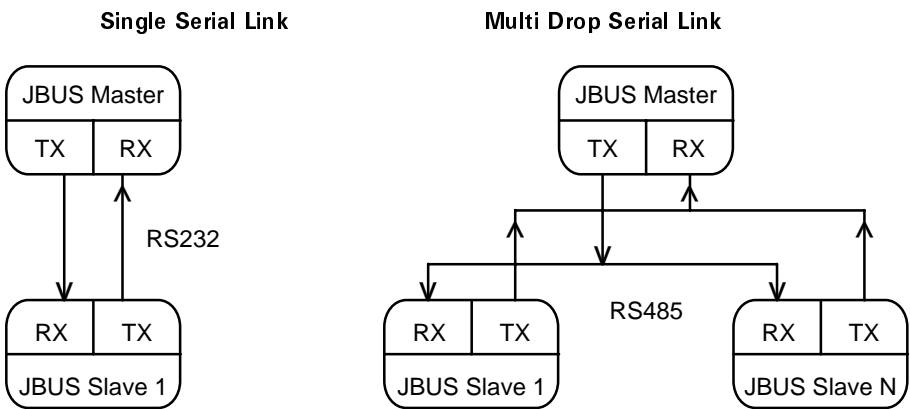 Single Serial Link
JBUS Master
TX RX
RS232
RX TX
JBUS Slave 1
Multi Drop Serial Link
JBUS Master
TX RX
RS485
RX TX
JBUS Slave 1
RX TX
JBUS Slave N